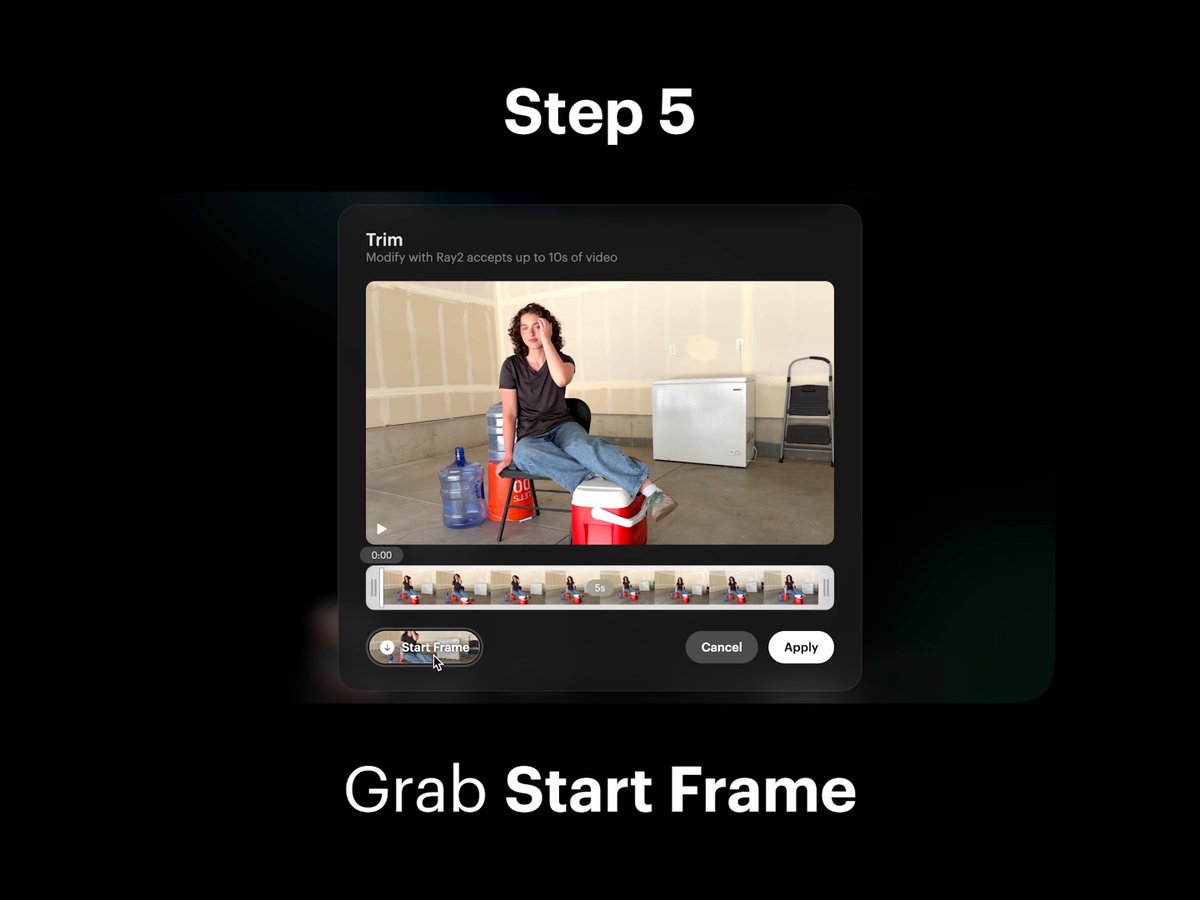 Step 5
Trim
Modify with Ray2 accepts up to 10s of video
0:00
5s
Start Frame
Cancel
Apply
Grab Start Frame